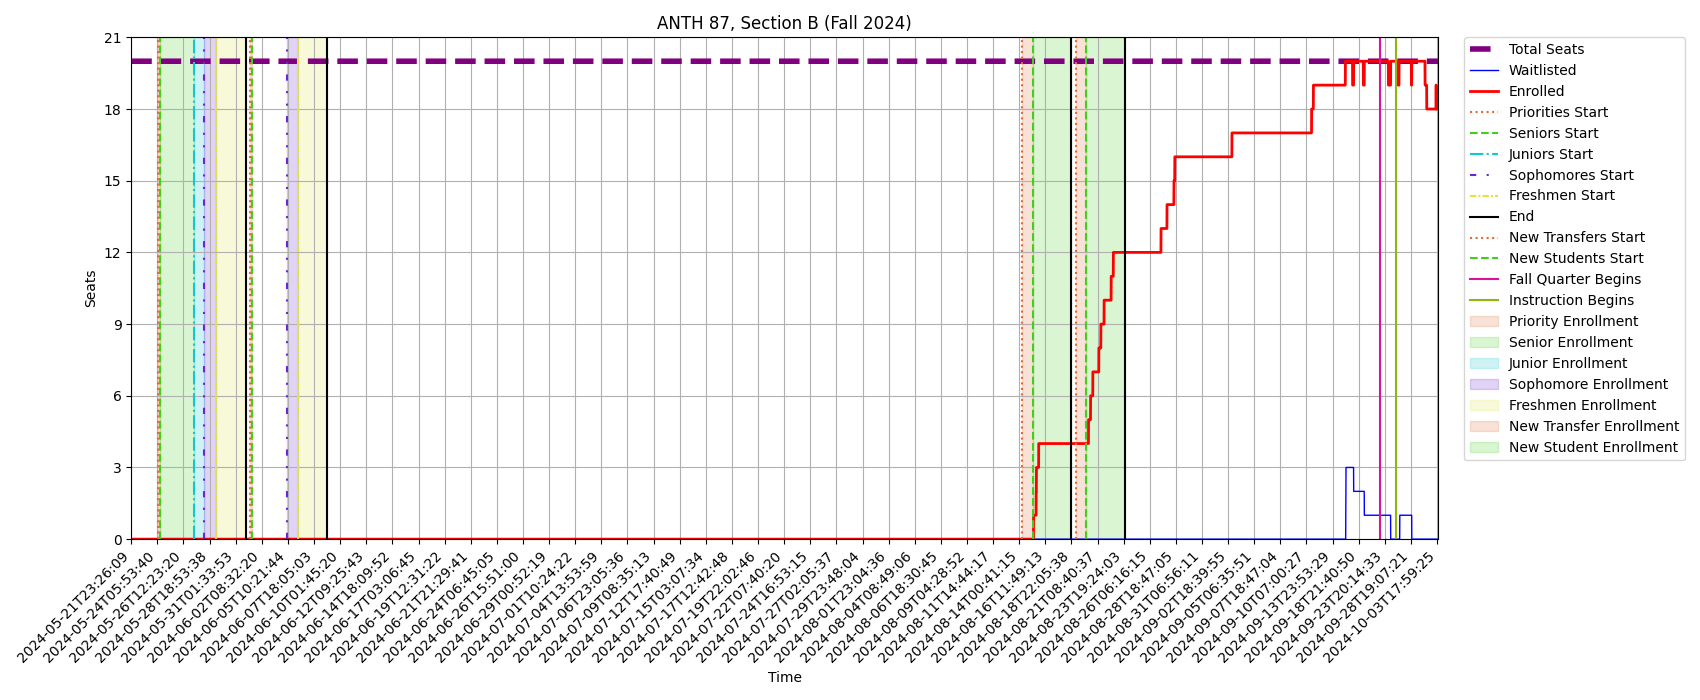 ANTH 87, Section B (Fall 2024)
21
18
15
12
9
6
3
0
Seats
2024-05-21T23:26:09
2024-05-24T05:53:40
2024-05-26T12:23:20
2024-05-28T18:53:38
2024-05-31T01:33:53
2024-06-02T08:32:20
2024-06-05T10:21:44
2024-06-07T18:05:03
2024-06-10T01:45:20
2024-06-12T09:25:43
2024-06-14T18:09:52
2024-06-17T03:06:45
2024-06-19T12:31:22
2024-06-21T21:29:41
2024-06-24T06:45:05
2024-06-26T15:51:00
2024-06-29T00:52:19
2024-07-01T10:24:22
2024-07-04T13:53:59
2024-07-06T23:05:36
2024-07-09T08:35:13
2024-07-12T17:40:49
2024-07-15T03:07:34
2024-07-17T12:42:48
2024-07-19T22:02:46
2024-07-22T07:40:20
2024-07-24T16:53:15
2024-07-27T02:05:37
2024-07-29T23:48:04
2024-08-01T23:04:36
2024-08-04T08:49:06
2024-08-06T18:30:45
2024-08-09T04:28:52
2024-08-11T14:44:17
2024-08-14T00:41:15
2024-08-16T11:49:13
2024-08-18T22:05:38
2024-08-21T08:40:37
2024-08-23T19:24:03
2024-08-26T06:16:15
2024-08-28T18:47:05
2024-08-31T06:56:11
2024-09-02T18:39:55
2024-09-05T06:35:51
2024-09-07T18:47:04
2024-09-10T07:00:27
2024-09-13T23:53:29
2024-09-18T21:40:50
2024-09-23T20:14:33
2024-09-28T19:07:21
2024-10-03T17:59:25
Time
Total Seats
Waitlisted
Enrolled
Priorities Start
Seniors Start
Juniors Start
Sophomores Start
Freshmen Start
End
New Transfers Start
New Students Start
Fall Quarter Begins
Instruction Begins
Priority Enrollment
Senior Enrollment
Junior Enrollment
Sophomore Enrollment
Freshmen Enrollment
New Transfer Enrollment
New Student Enrollment